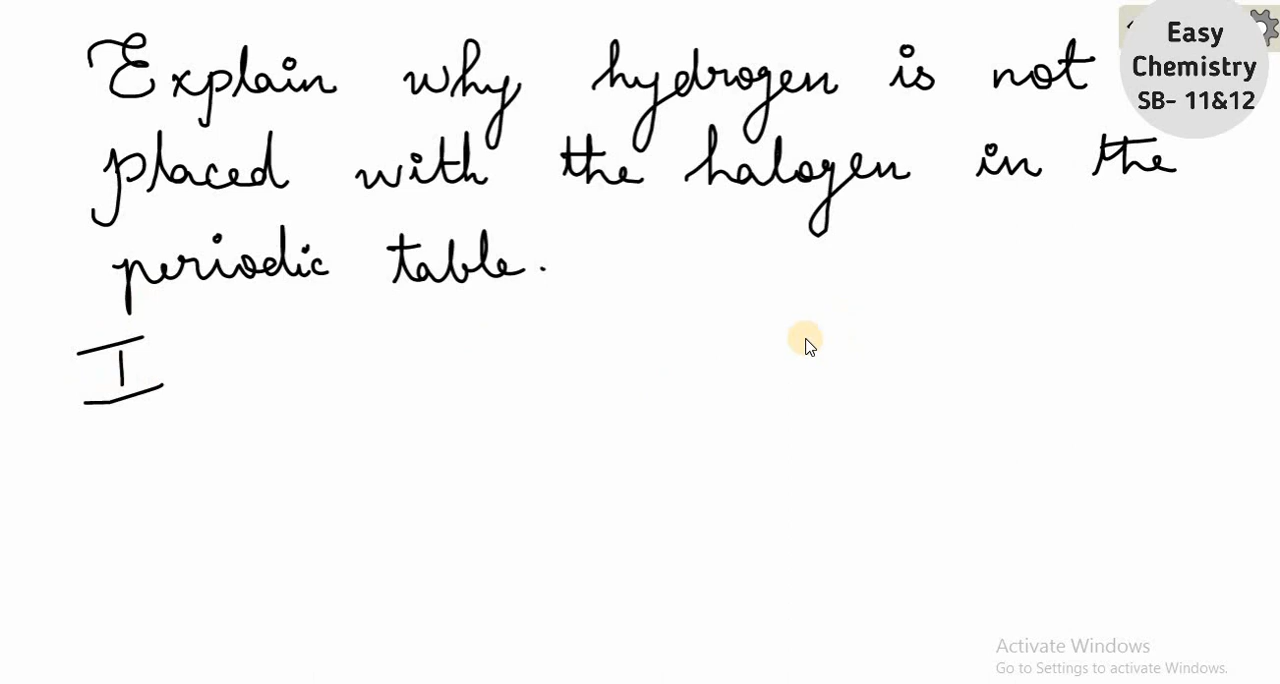 Explain why hydrogen is not
placed with the halogen in the
periodic table.
I
Easy
Chemistry
SB- 11&12
Activate Windows
Go to Settings to activate Windows.